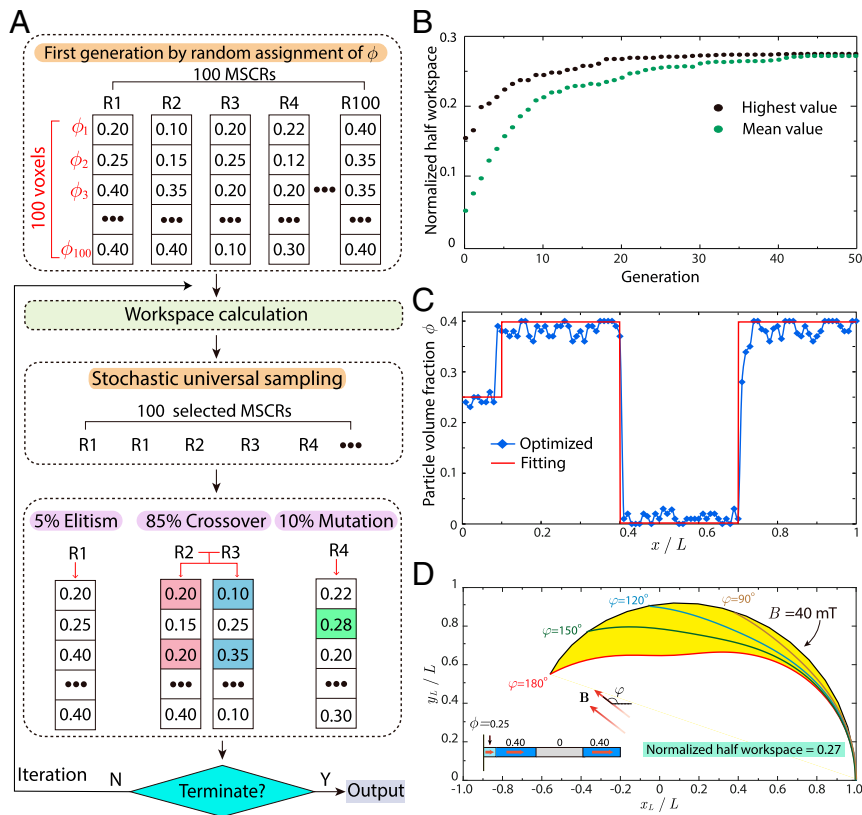 A
First generation by random assignment of ϕ
100 MSCRs
R1 R2 R3 R4 R100
ϕ1 0.20 0.10 0.20 0.22 0.40
ϕ2 0.25 0.15 0.25 0.12 0.35
ϕ3 0.40 0.35 0.20 0.20 ••• 0.35
••• ••• ••• ••• •••
ϕ100 0.40 0.40 0.10 0.30 0.40
100 voxels
Workspace calculation
Stochastic universal sampling
100 selected MSCRs
R1 R1 R2 R3 R4 •••
5% Elitism 85% Crossover 10% Mutation
R1 R2 R3 R4
0.20 0.20 0.10 0.22
0.25 0.15 0.25 0.28
0.40 0.20 0.35 0.20
••• ••• ••• •••
0.40 0.40 0.10 0.30
Iteration N Terminate? Y Output
B
Normalized half workspace
0.3
0.2
0.1
0
Highest value
Mean value
0 10 20 30 40 50
Generation
C
Particle volume fraction ϕ
0.4
0.3
0.2
0.1
0
Optimized
Fitting
0 0.2 0.4 0.6 0.8 1
x / L
D
yL / L
1
0.8
0.6
0.4
0.2
0
φ=90°
φ=120°
B =40 mT
φ=150°
φ=180°
φ
B
ϕ=0.25
0.40 0 0.40
Normalized half workspace = 0.27
-1.0 -0.8 -0.6 -0.4 -0.2 0 0.2 0.4 0.6 0.8 1.0
xL / L